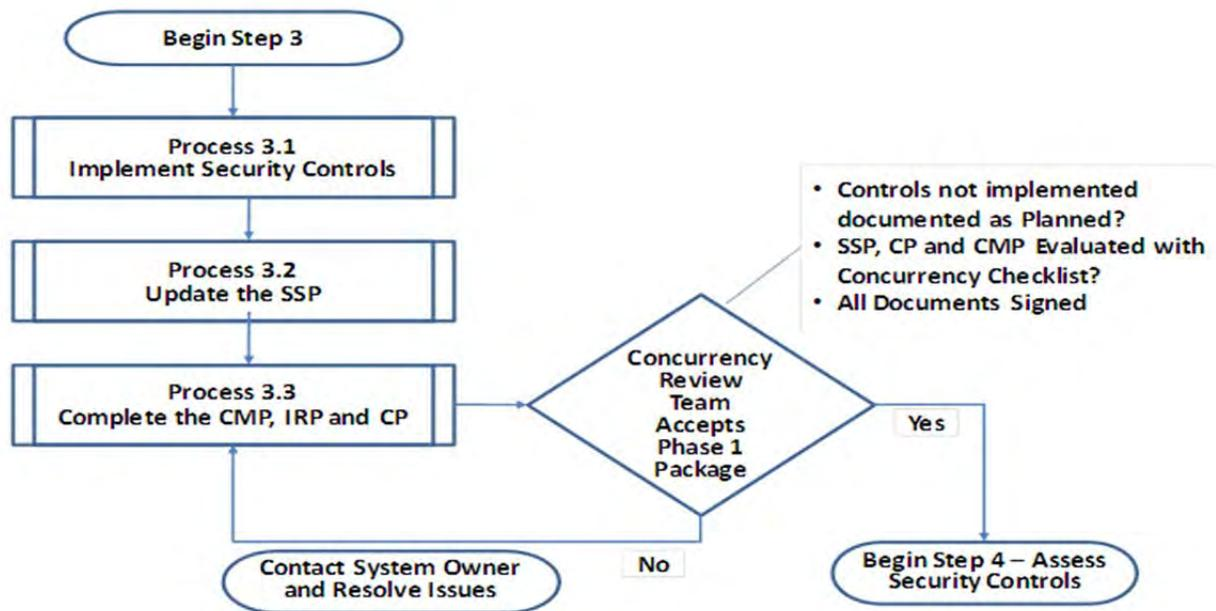 Begin Step 3
Process 3.1
Implement Security Controls
Process 3.2
Update the SSP
Process 3.3
Complete the CMP, IRP and CP
Concurrency
Review
Team
Accepts
Phase 1
Package
• Controls not implemented
documented as Planned?
• SSP, CP and CMP Evaluated with
Concurrency Checklist?
• All Documents Signed
Yes
No
Contact System Owner
and Resolve Issues
Begin Step 4 – Assess
Security Controls